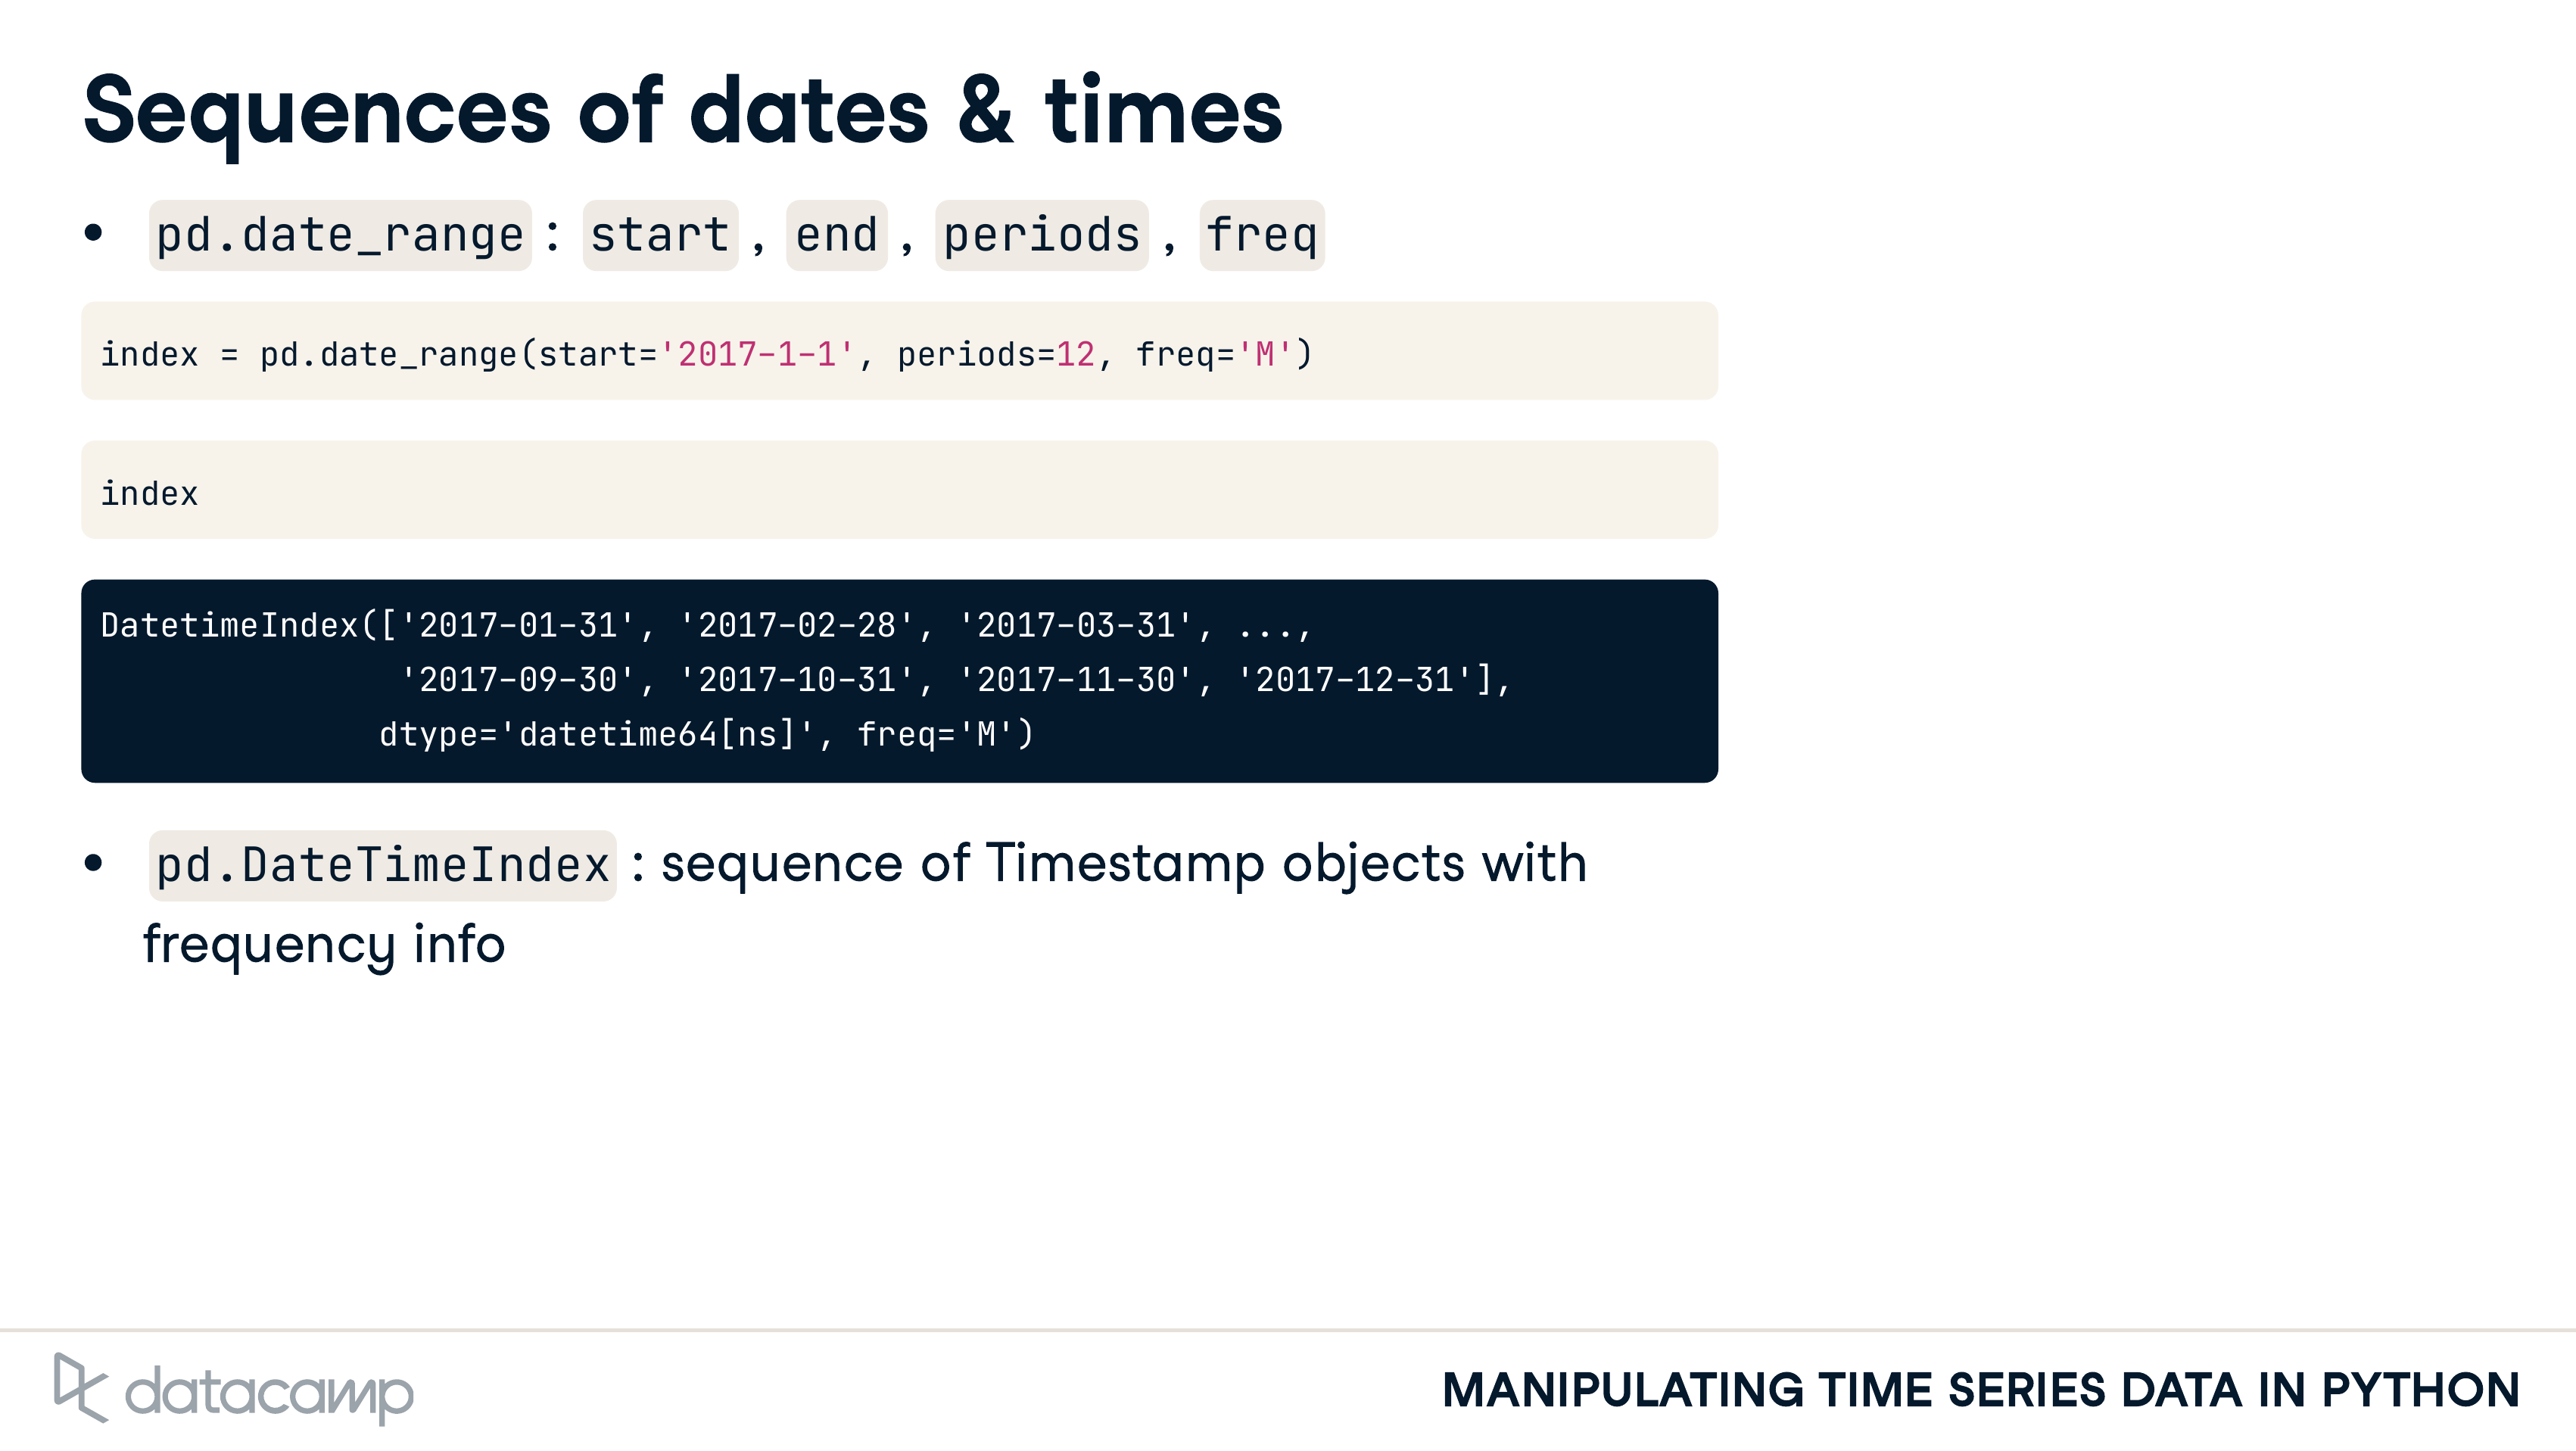 Sequences of dates & times
• pd.date_range : start , end , periods , freq
index = pd.date_range(start='2017-1-1', periods=12, freq='M')
index
DatetimeIndex(['2017-01-31', '2017-02-28', '2017-03-31', ...,
'2017-09-30', '2017-10-31', '2017-11-30', '2017-12-31'],
dtype='datetime64[ns]', freq='M')
• pd.DateTimeIndex : sequence of Timestamp objects with
frequency info
datacamp
MANIPULATING TIME SERIES DATA IN PYTHON